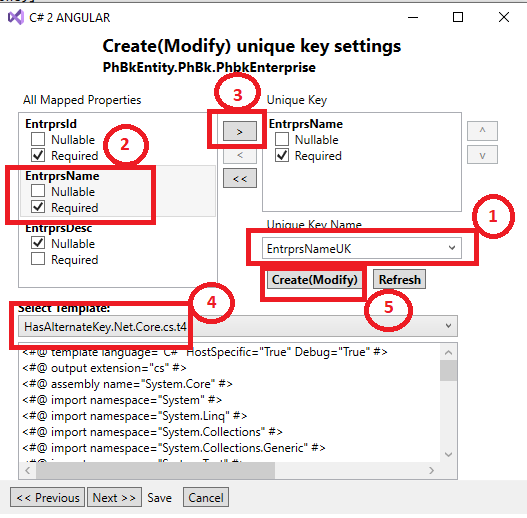 C# 2 ANGULAR
Create(Modify) unique key settings
PhBkEntity.PhBk.PhbkEnterprise
3
All Mapped Properties
Unique Key
EntrprsId
Nullable
Required
2
EntrprsName
Nullable
Required
EntrprsDesc
Nullable
Required
>
<
<<
EntrprsName
Nullable
Required
^
v
1
Unique Key Name
EntrprsNameUK
Create(Modify)
Refresh
4
5
Select Template:
HasAlternateKey.Net.Core.cs.t4
<#@ template language="C#" HostSpecific="True" Debug="True" #>
<#@ output extension="cs" #>
<#@ assembly name="System.Core" #>
<#@ import namespace="System" #>
<#@ import namespace="System.Linq" #>
<#@ import namespace="System.Collections" #>
<#@ import namespace="System.Collections.Generic" #>
<< Previous
Next >>
Save
Cancel